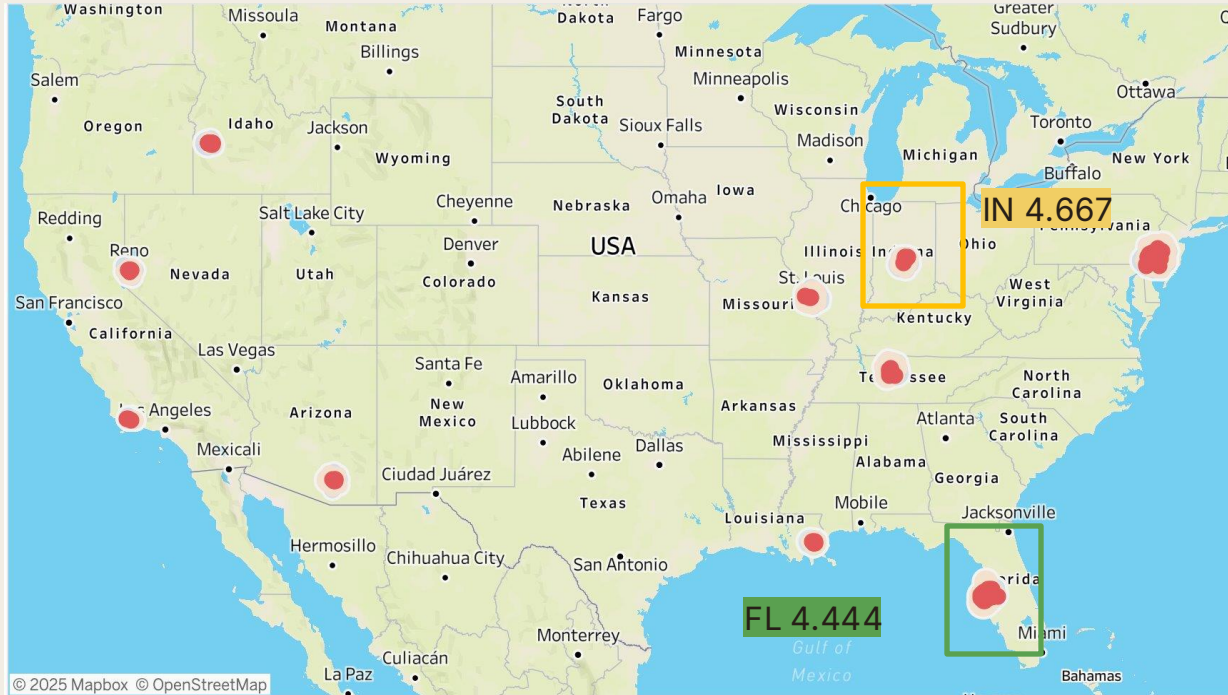 Washington
Missoula
Montana
Dakota
Fargo
Greater
Sudbury
Billings
Minnesota
Minneapolis
Salem
Oregon
Idaho
Jackson
Wyoming
South
Dakota
Sioux Falls
Wisconsin
Madison
Michigan
Ottawa
Toronto
New York
Buffalo
Redding
Reno
Nevada
Salt Lake City
Utah
Cheyenne
Denver
Colorado
Nebraska
Omaha
Iowa
USA
Kansas
Chicago
Illinois
Indiana
Ohio
IN 4.667
Pennsylvania
San Francisco
California
Las Vegas
St. Louis
Missouri
West
Virginia
Kentucky
Los Angeles
Arizona
Santa Fe
New
Mexico
Amarillo
Lubbock
Oklahoma
Arkansas
Tennessee
North
Carolina
South
Carolina
Atlanta
Mexicali
Ciudad Juárez
Abilene
Dallas
Texas
Mississippi
Alabama
Georgia
Louisiana
Mobile
Jacksonville
Hermosillo
Chihuahua City
San Antonio
Florida
FL 4.444
Miami
Gulf of
Mexico
Monterrey
Culiacán
La Paz
Bahamas
© 2025 Mapbox © OpenStreetMap